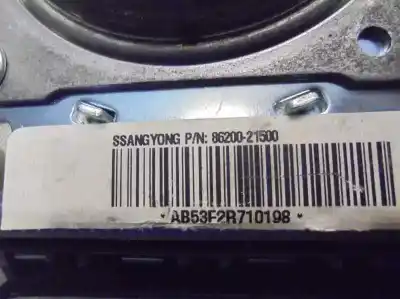 SSANGYONG P/N: 86200-21500
* AB53F2R710198 *